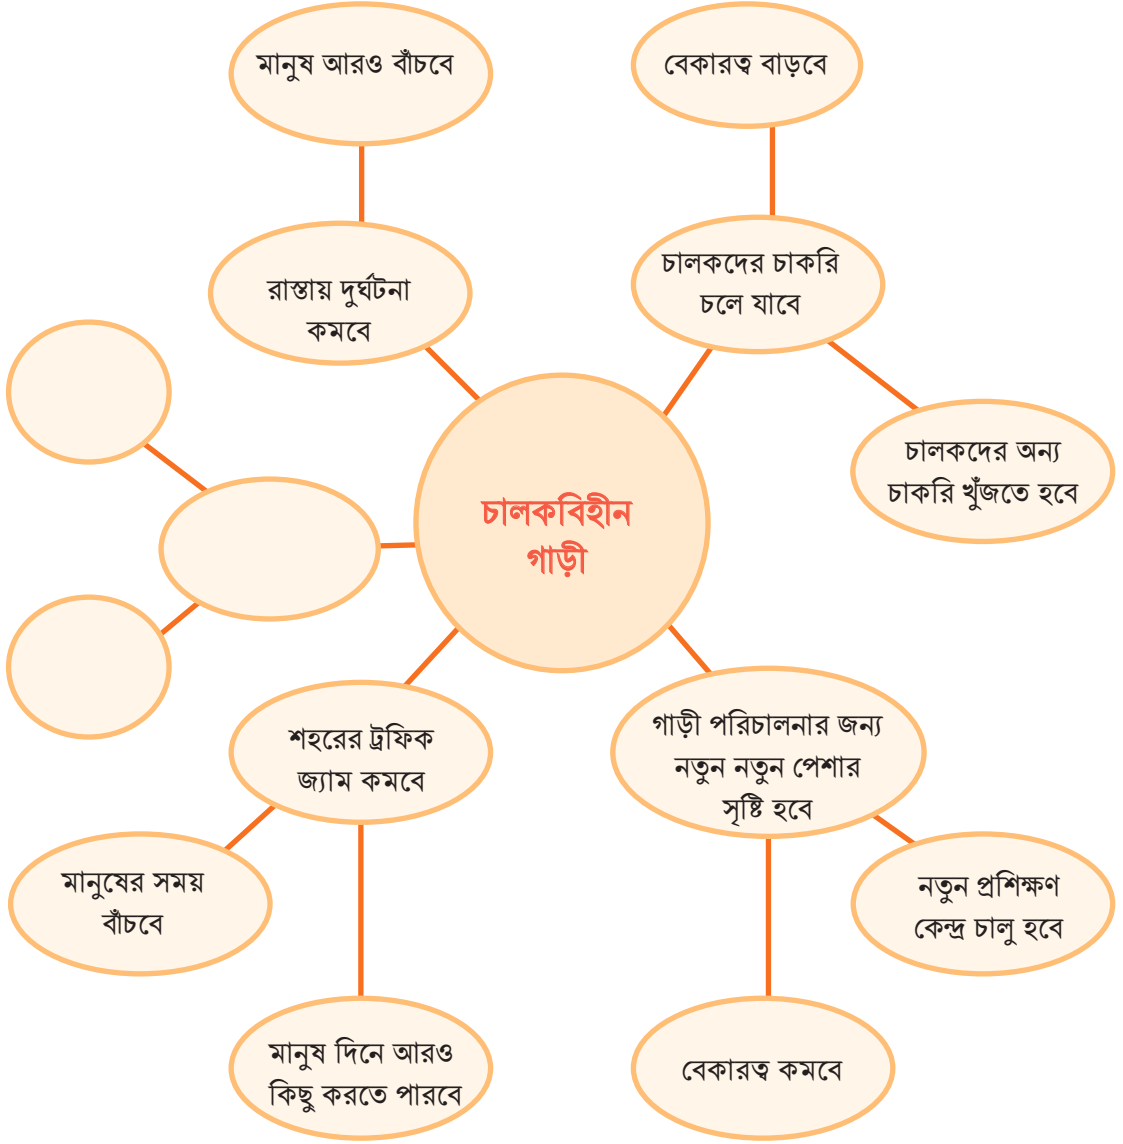 মানুষ আরও বাঁচবে
বেকারত্ব বাড়বে
রাস্তায় দুর্ঘটনা
কমবে
চালকদের চাকরি
চলে যাবে
চালকদের অন্য
চাকরি খুঁজতে হবে
চালকবিহীন
গাড়ী
শহরের ট্রফিক
জ্যাম কমবে
গাড়ী পরিচালনার জন্য
নতুন নতুন পেশার
সৃষ্টি হবে
মানুষের সময়
বাঁচবে
নতুন প্রশিক্ষণ
কেন্দ্র চালু হবে
মানুষ দিনে আরও
কিছু করতে পারবে
বেকারত্ব কমবে